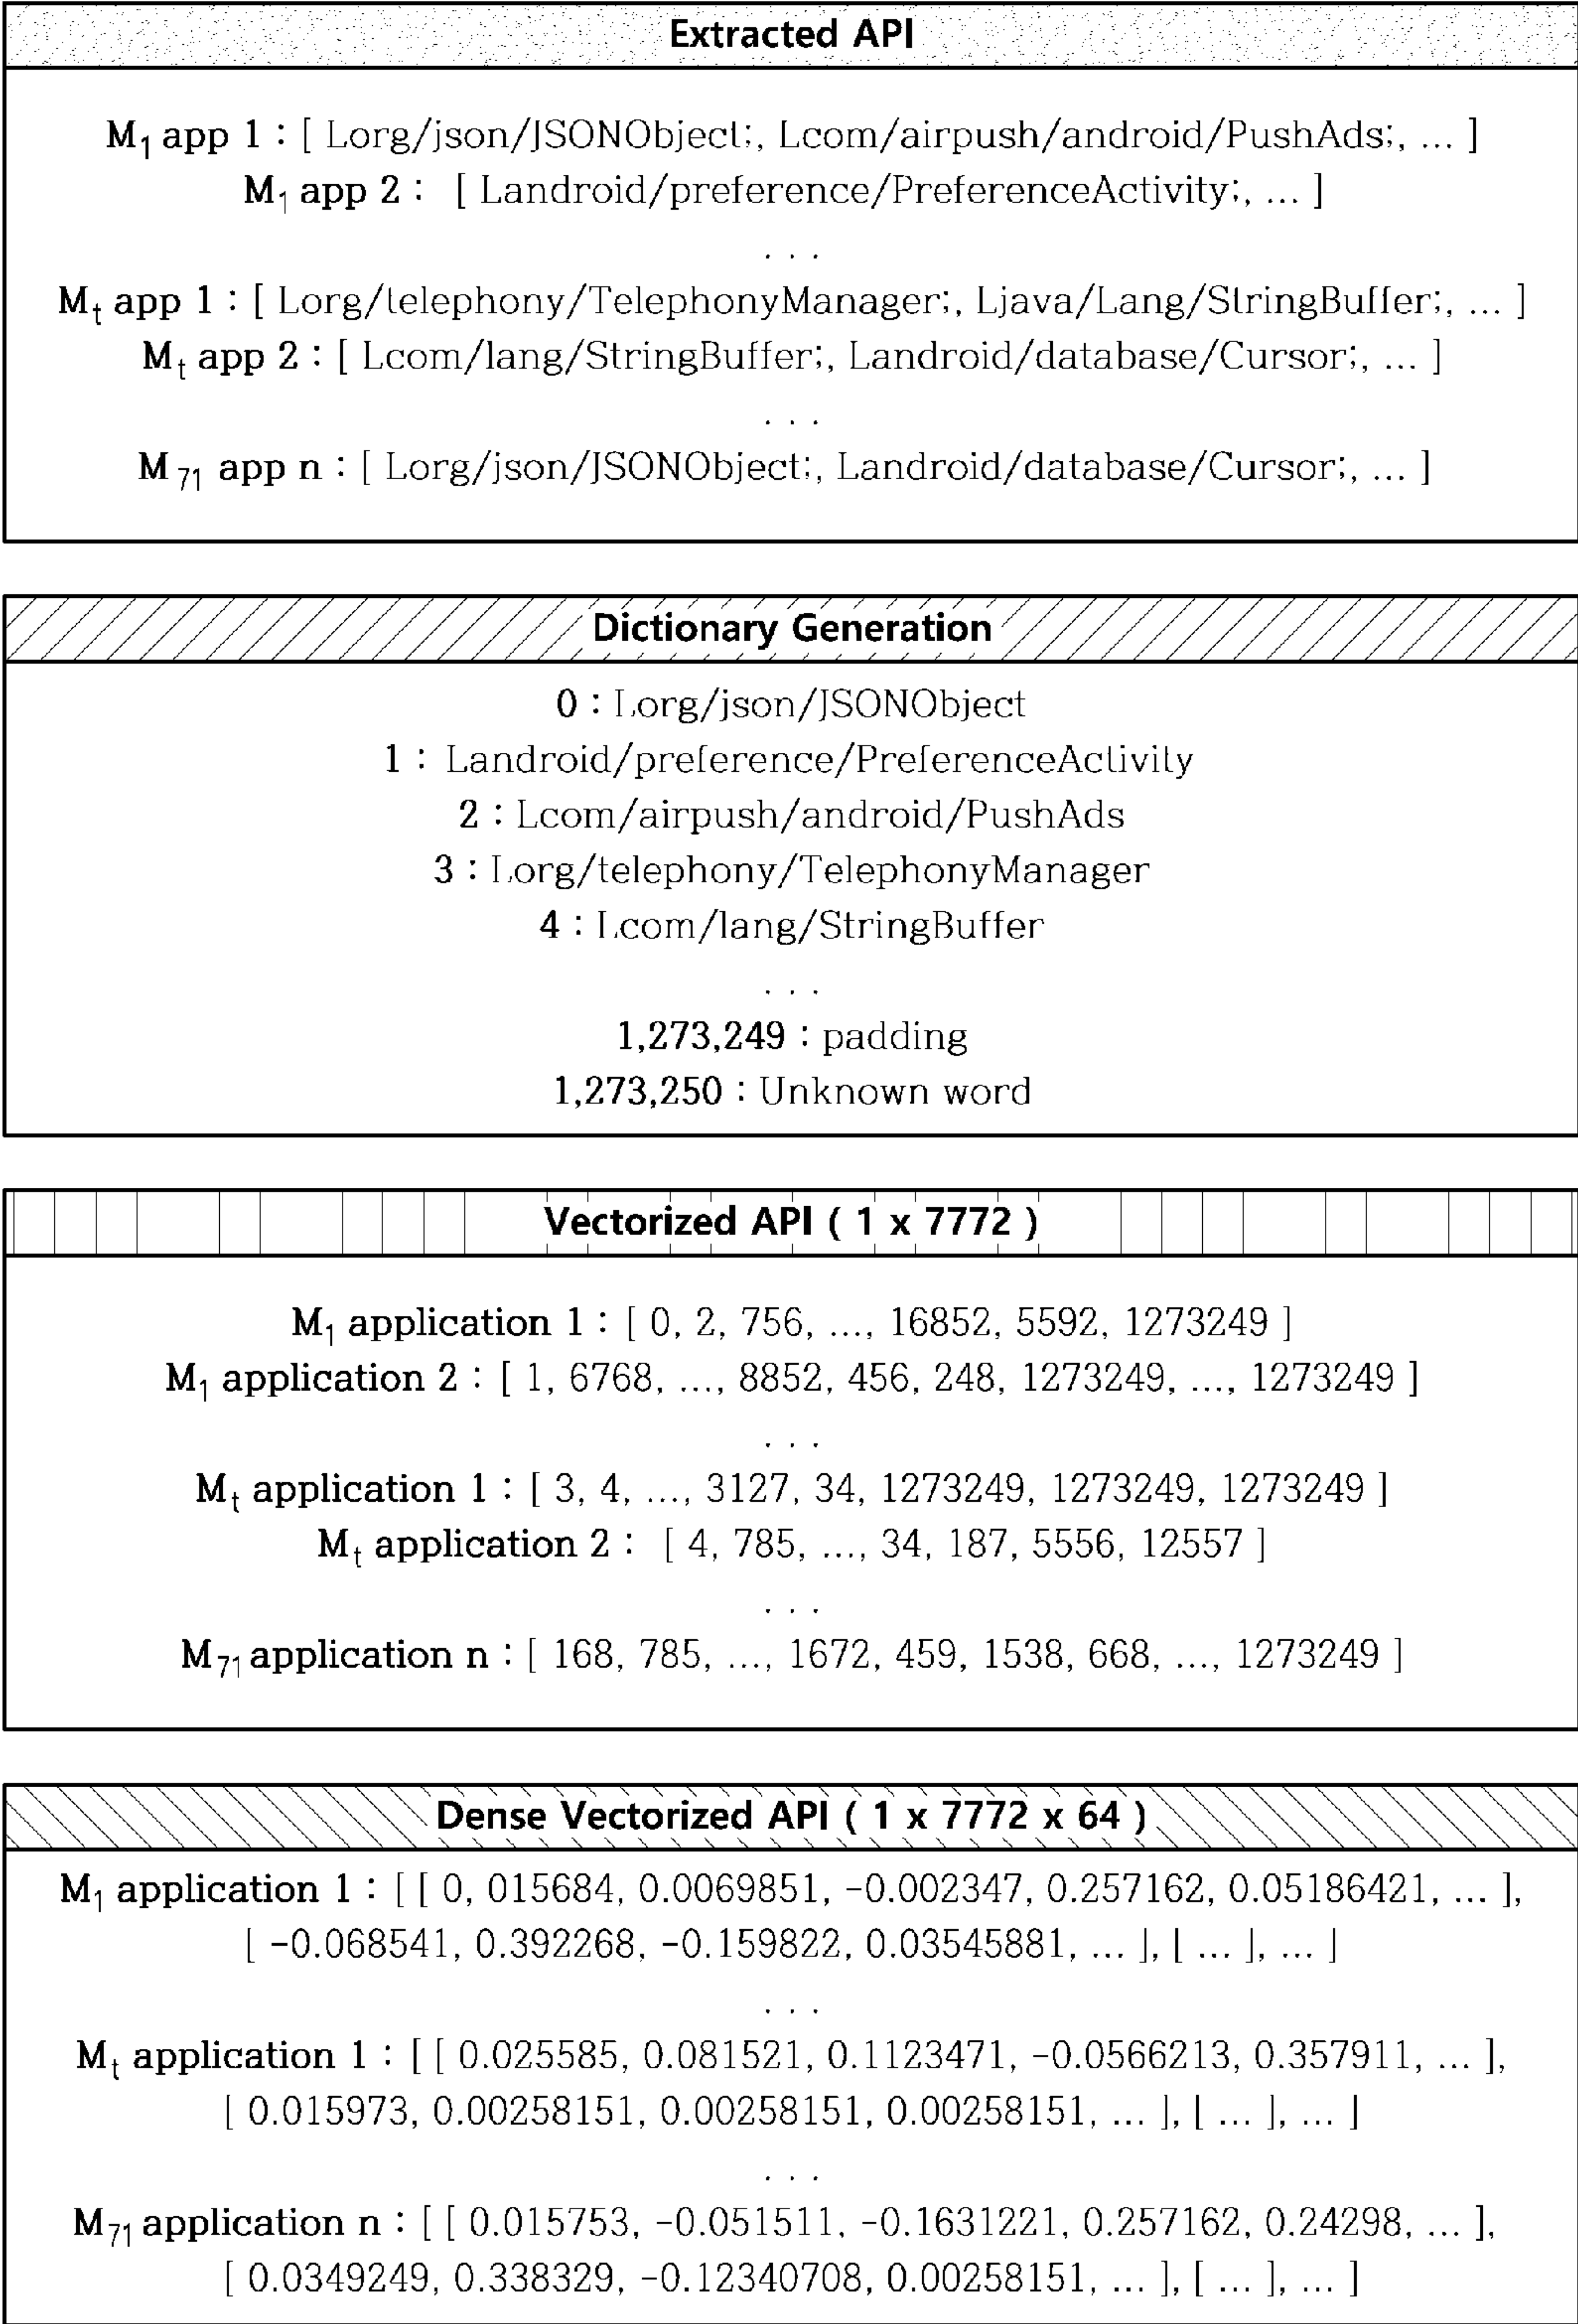 Extracted API
M₁ app 1 : [ Lorg/json/JSONObject;, Lcom/airpush/android/PushAds;, ... ]
M₁ app 2 : [ Landroid/preference/PreferenceActivity;, ... ]
. . .
Mₜ app 1 : [ Lorg/telephony/TelephonyManager;, Ljava/Lang/StringBuffer;, ... ]
Mₜ app 2 : [ Lcom/lang/StringBuffer;, Landroid/database/Cursor;, ... ]
. . .
M₇₁ app n : [ Lorg/json/JSONObject;, Landroid/database/Cursor;, ... ]
Dictionary Generation
0 : Lorg/json/JSONObject
1 : Landroid/preference/PreferenceActivity
2 : Lcom/airpush/android/PushAds
3 : Lorg/telephony/TelephonyManager
4 : Lcom/lang/StringBuffer
. . .
1,273,249 : padding
1,273,250 : Unknown word
Vectorized API ( 1 x 7772 )
M₁ application 1 : [ 0, 2, 756, ..., 16852, 5592, 1273249 ]
M₁ application 2 : [ 1, 6768, ..., 8852, 456, 248, 1273249, ..., 1273249 ]
. . .
Mₜ application 1 : [ 3, 4, ..., 3127, 34, 1273249, 1273249, 1273249 ]
Mₜ application 2 : [ 4, 785, ..., 34, 187, 5556, 12557 ]
. . .
M₇₁ application n : [ 168, 785, ..., 1672, 459, 1538, 668, ..., 1273249 ]
Dense Vectorized API ( 1 x 7772 x 64 )
M₁ application 1 : [ [ 0, 015684, 0.0069851, -0.002347, 0.257162, 0.05186421, ... ],
[ -0.068541, 0.392268, -0.159822, 0.03545881, ... ], [ ... ], ... ]
. . .
Mₜ application 1 : [ [ 0.025585, 0.081521, 0.1123471, -0.0566213, 0.357911, ... ],
[ 0.015973, 0.00258151, 0.00258151, 0.00258151, ... ], [ ... ], ... ]
. . .
M₇₁ application n : [ [ 0.015753, -0.051511, -0.1631221, 0.257162, 0.24298, ... ],
[ 0.0349249, 0.338329, -0.12340708, 0.00258151, ... ], [ ... ], ... ]